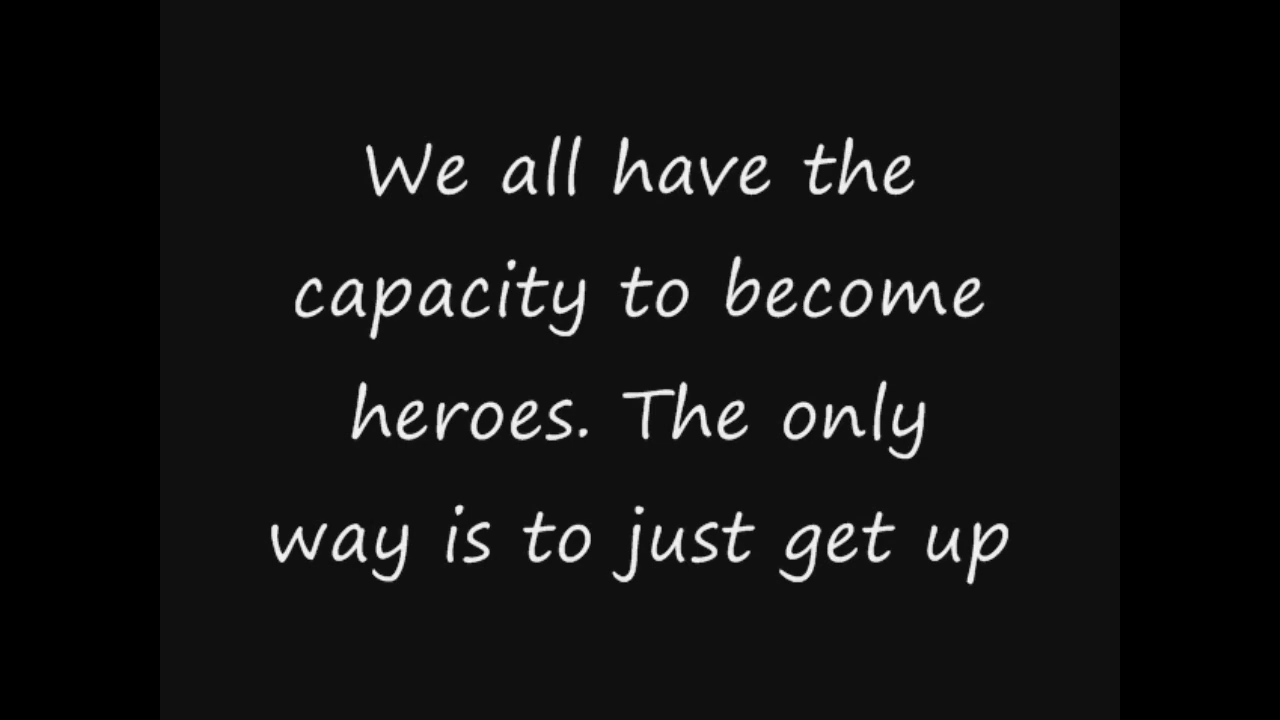 We all have the
capacity to become
heroes. The only
way is to just get up